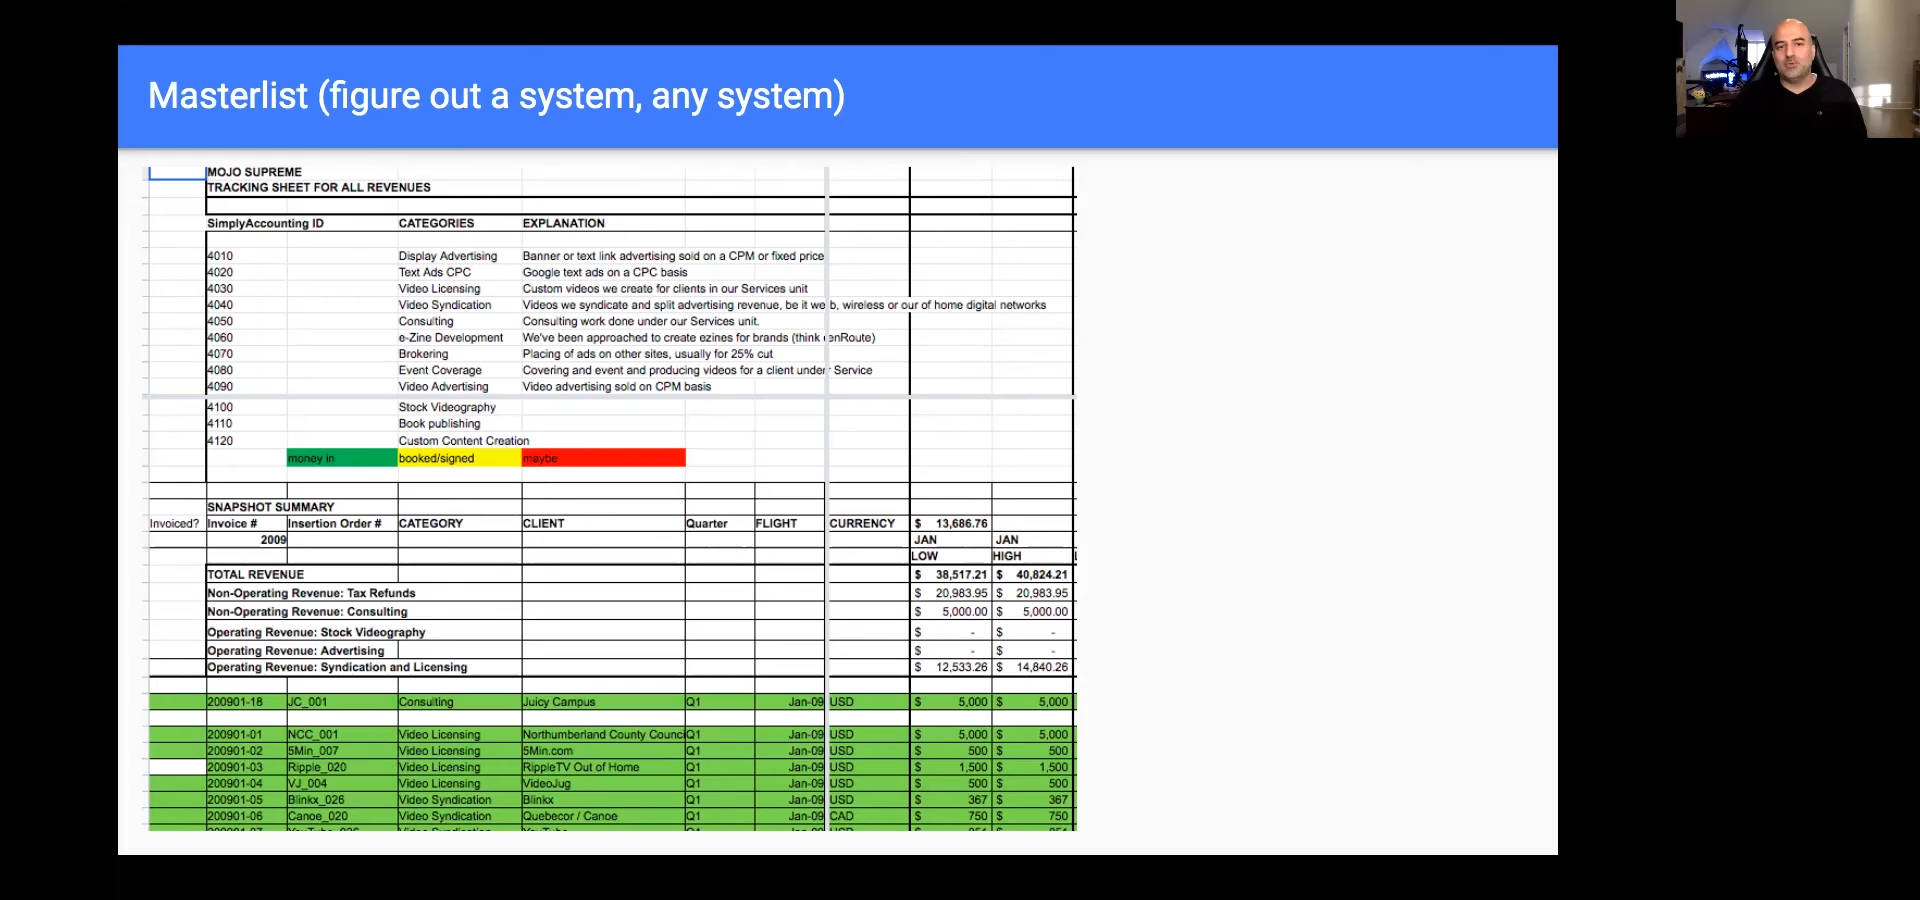 Masterlist (figure out a system, any system)
MOJO SUPREME
TRACKING SHEET FOR ALL REVENUES
SimplyAccounting ID CATEGORIES EXPLANATION
4010 Display Advertising Banner or text link advertising sold on a CPM or fixed price
4020 Text Ads CPC Google text ads on a CPC basis
4030 Video Licensing Custom videos we create for clients in our Services unit
4040 Video Syndication Videos we syndicate and split advertising revenue, be it web, wireless or our of home digital networks
4050 Consulting Consulting work done under our Services unit.
4060 e-Zine Development We've been approached to create ezines for brands (think enRoute)
4070 Brokering Placing of ads on other sites, usually for 25% cut
4080 Event Coverage Covering and event and producing videos for a client under Service
4090 Video Advertising Video advertising sold on CPM basis
4100 Stock Videography
4110 Book publishing
4120 Custom Content Creation
money in booked/signed maybe
SNAPSHOT SUMMARY
Invoiced? Invoice # Insertion Order # CATEGORY CLIENT Quarter FLIGHT CURRENCY $ 13,686.76
2009 JAN JAN
LOW HIGH
TOTAL REVENUE $ 38,517.21 $ 40,824.21
Non-Operating Revenue: Tax Refunds $ 20,983.95 $ 20,983.95
Non-Operating Revenue: Consulting $ 5,000.00 $ 5,000.00
Operating Revenue: Stock Videography $ - $ -
Operating Revenue: Advertising $ - $ -
Operating Revenue: Syndication and Licensing $ 12,533.26 $ 14,840.26
200901-18 JC_001 Consulting Juicy Campus Q1 Jan-09 USD $ 5,000 $ 5,000
200901-01 NCC_001 Video Licensing Northumberland County Counci Q1 Jan-09 USD $ 5,000 $ 5,000
200901-02 5Min_007 Video Licensing 5Min.com Q1 Jan-09 USD $ 500 $ 500
200901-03 Ripple_020 Video Licensing RippleTV Out of Home Q1 Jan-09 USD $ 1,500 $ 1,500
200901-04 VJ_004 Video Licensing VideoJug Q1 Jan-09 USD $ 500 $ 500
200901-05 Blinkx_026 Video Syndication Blinkx Q1 Jan-09 USD $ 367 $ 367
200901-06 Canoe_020 Video Syndication Quebecor / Canoe Q1 Jan-09 CAD $ 750 $ 750